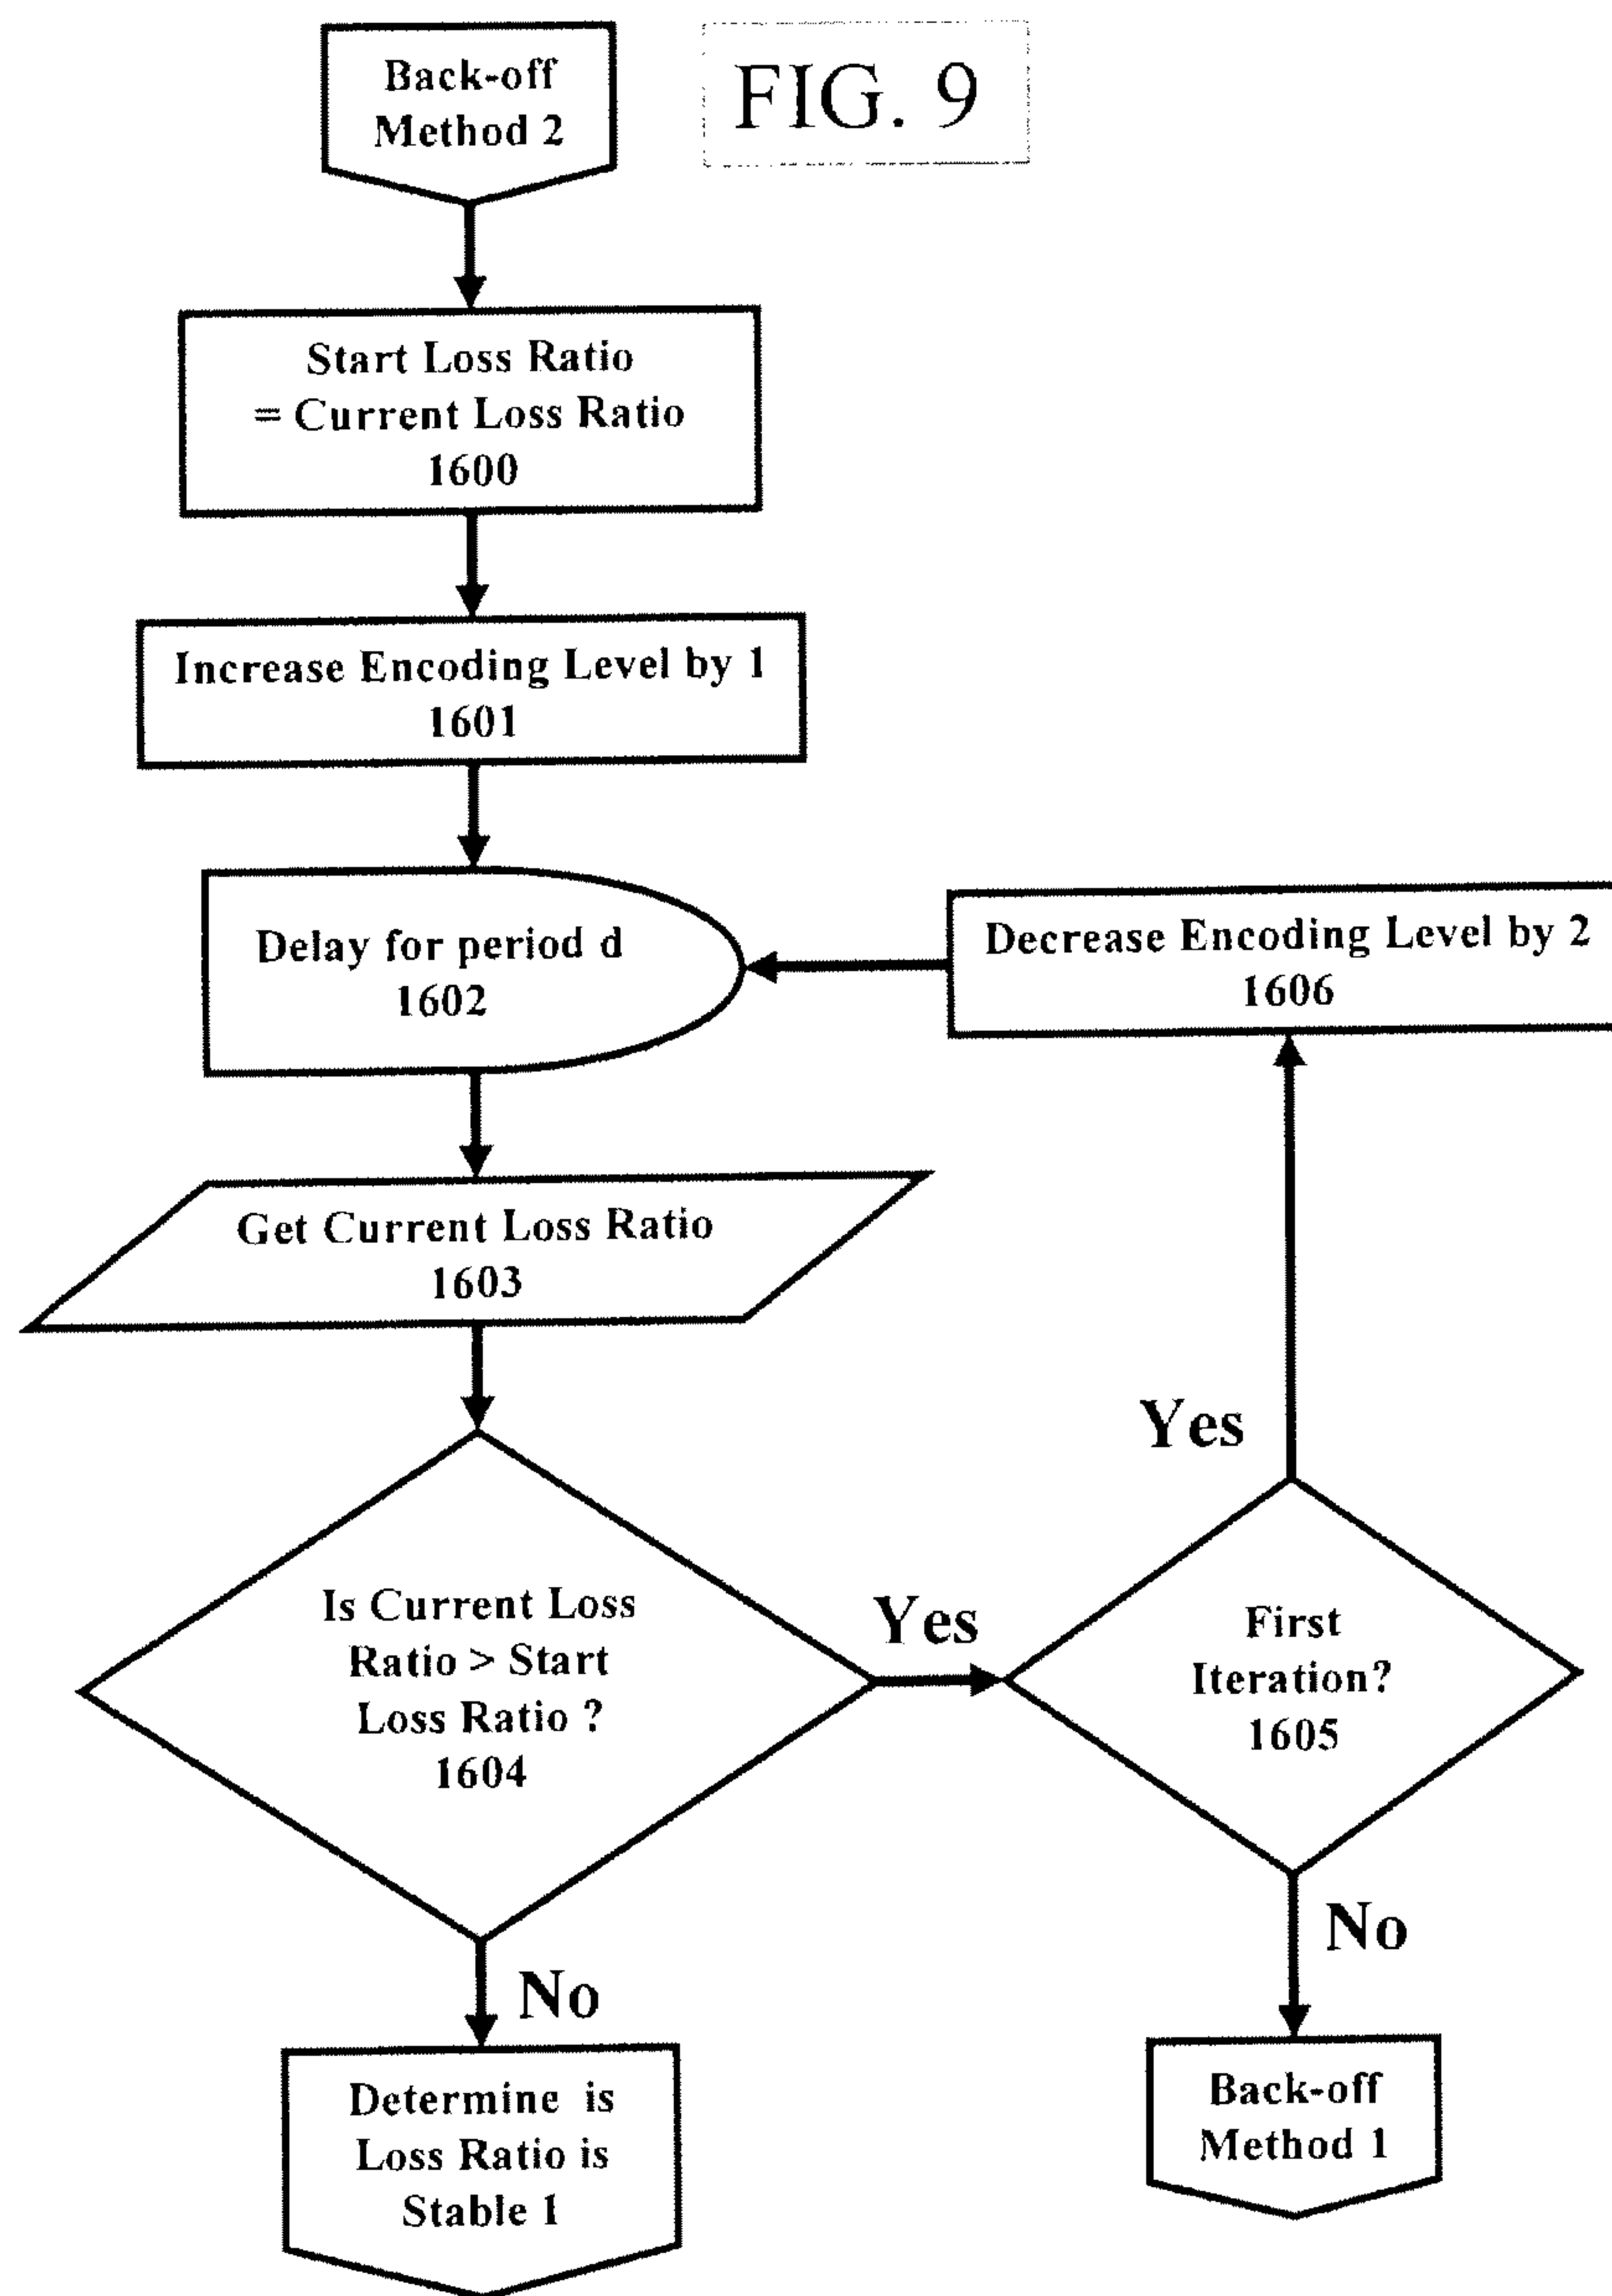 Back-off
Method 2
FIG. 9
Start Loss Ratio
= Current Loss Ratio
1600
Increase Encoding Level by 1
1601
Delay for period d
1602
Decrease Encoding Level by 2
1606
Get Current Loss Ratio
1603
Yes
Is Current Loss
Ratio > Start
Loss Ratio ?
1604
Yes
First
Iteration?
1605
No
No
Determine is
Loss Ratio is
Stable 1
Back-off
Method 1